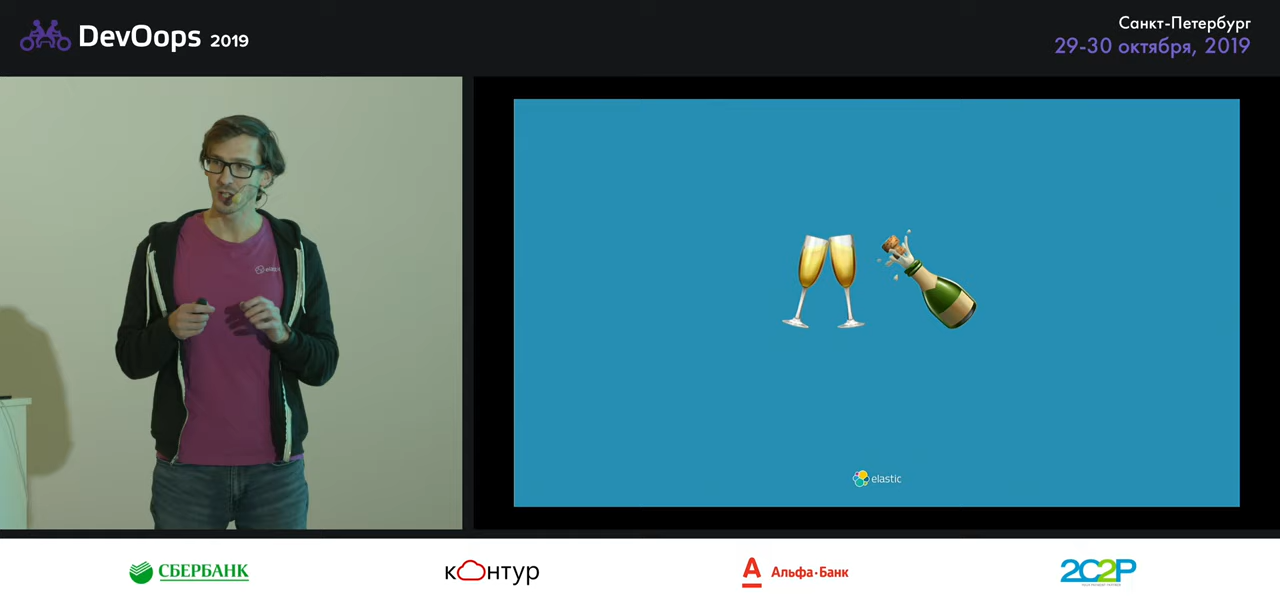 DevOops 2019
Санкт-Петербург
29-30 октября, 2019
elastic
СБЕРБАНК
кОнтур
Альфа·Банк
2C2P